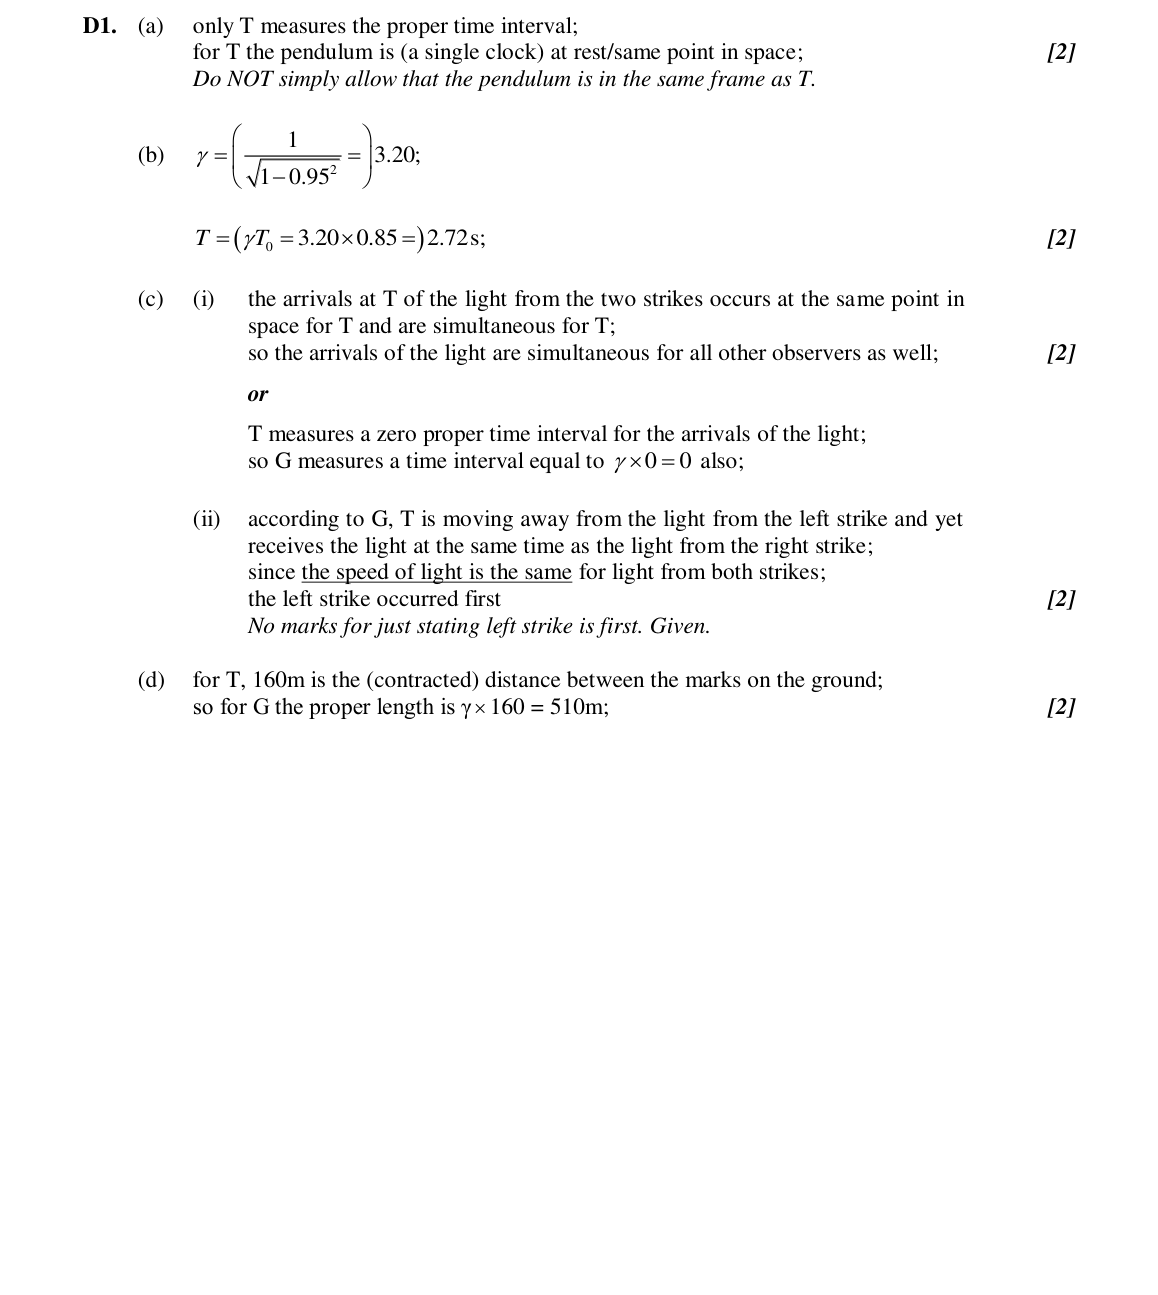 D1. (a) only T measures the proper time interval;
for T the pendulum is (a single clock) at rest/same point in space; [2]
Do NOT simply allow that the pendulum is in the same frame as T.
(b) γ = ( 1 / √(1−0.95²) = ) 3.20;
T = (γT₀ = 3.20×0.85 =) 2.72s; [2]
(c) (i) the arrivals at T of the light from the two strikes occurs at the same point in
space for T and are simultaneous for T;
so the arrivals of the light are simultaneous for all other observers as well; [2]
or
T measures a zero proper time interval for the arrivals of the light;
so G measures a time interval equal to γ×0=0 also;
(ii) according to G, T is moving away from the light from the left strike and yet
receives the light at the same time as the light from the right strike;
since the speed of light is the same for light from both strikes;
the left strike occurred first [2]
No marks for just stating left strike is first. Given.
(d) for T, 160m is the (contracted) distance between the marks on the ground;
so for G the proper length is γ× 160 = 510m; [2]